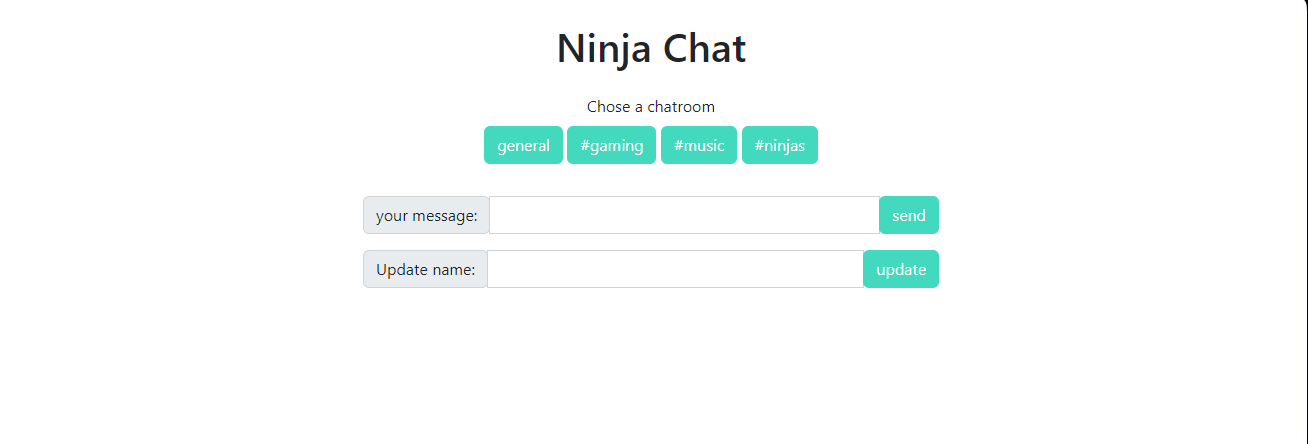 Ninja Chat
Chose a chatroom
general #gaming #music #ninjas
your message: send
Update name: update